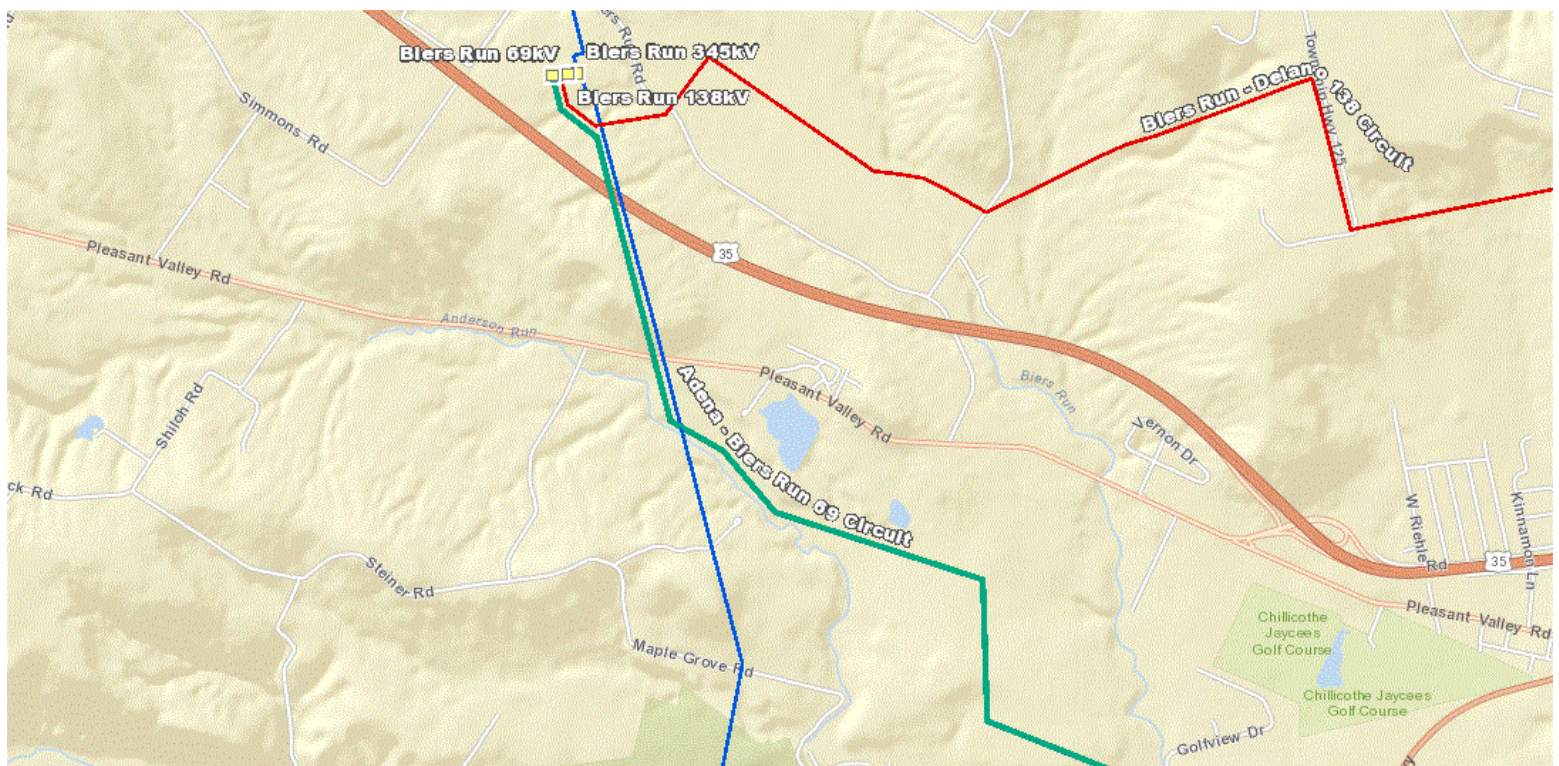 Biers Run 69kV
Biers Run 345kV
Biers Run 138kV
Rd
Biers Run - Delano 138 Circuit
Township Hwy 125
Simmons Rd
35
Pleasant Valley Rd
Anderson Run
Adena - Biers Run 69 Circuit
Pleasant Valley Rd
Biers Run
Vernon Dr
Shiloh Rd
ck Rd
W Riehle
Rd
Kinnamon Ln
35
Steiner Rd
Pleasant Valley Rd
Chillicothe
Jaycees
Golf Course
Maple Grove Rd
Chillicothe Jaycees
Golf Course
Golfview Dr